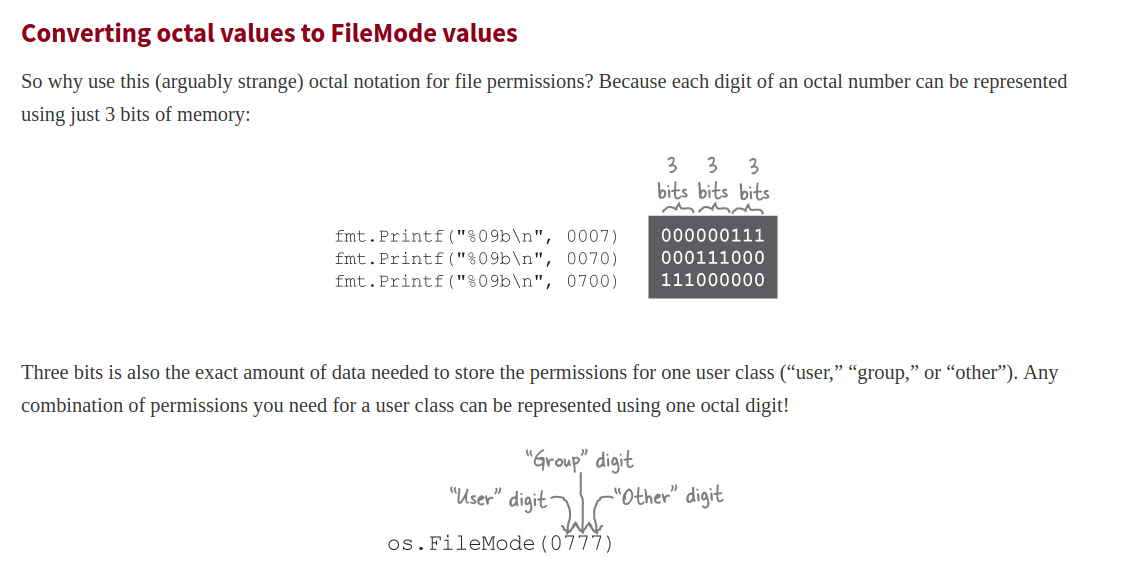 Converting octal values to FileMode values
So why use this (arguably strange) octal notation for file permissions? Because each digit of an octal number can be represented
using just 3 bits of memory:
3 3 3
bits bits bits
fmt.Printf("%09b\n", 0007) 000000111
fmt.Printf("%09b\n", 0070) 000111000
fmt.Printf("%09b\n", 0700) 111000000
Three bits is also the exact amount of data needed to store the permissions for one user class (“user,” “group,” or “other”). Any
combination of permissions you need for a user class can be represented using one octal digit!
“Group” digit
“User” digit “Other” digit
os.FileMode(0777)